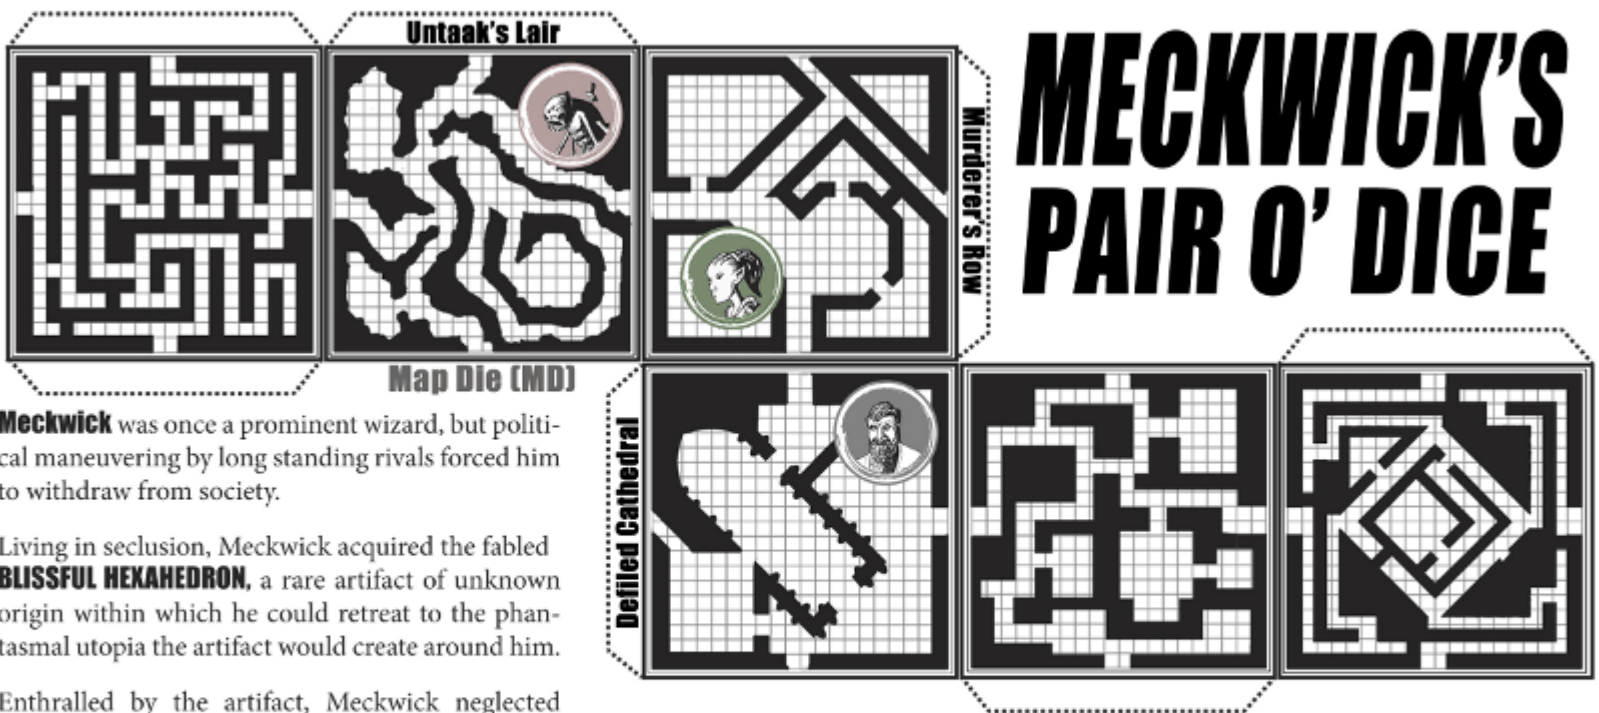 Untaak's Lair
MECKWICK'S
PAIR O' DICE
Murderer's Row
Map Die (MD)
Defiled Cathedral
Meckwick was once a prominent wizard, but politi-
cal maneuvering by long standing rivals forced him
to withdraw from society.
Living in seclusion, Meckwick acquired the fabled
BLISSFUL HEXAHEDRON, a rare artifact of unknown
origin within which he could retreat to the phan-
tasmal utopia the artifact would create around him.
Enthralled by the artifact, Meckwick neglected